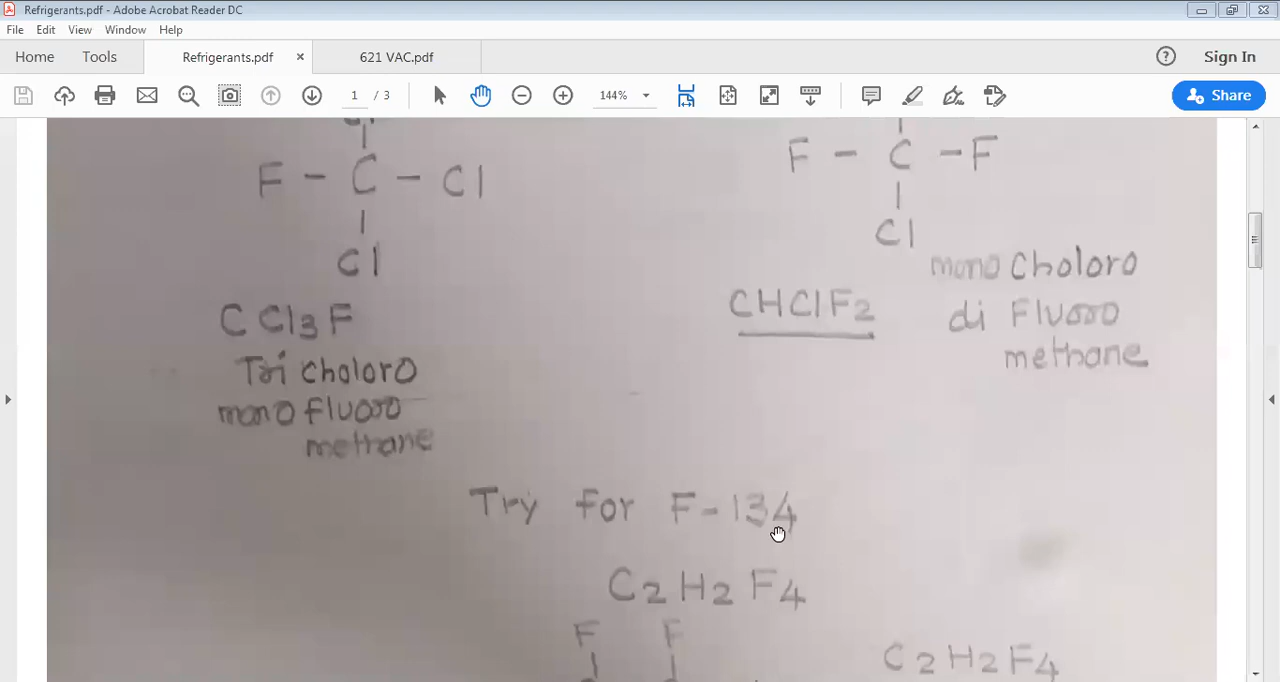 Refrigerants.pdf - Adobe Acrobat Reader DC
File Edit View Window Help
Home Tools Refrigerants.pdf × 621 VAC.pdf ? Sign In
1 / 3 144% Share
F - C - Cl
Cl
F - C - F
Cl
CCl3F
Tri choloro
mono fluoro
methane
CHClF2
mono Choloro
di Fluoro
methane
Try for F-134
C2H2F4
F F
C2H2F4